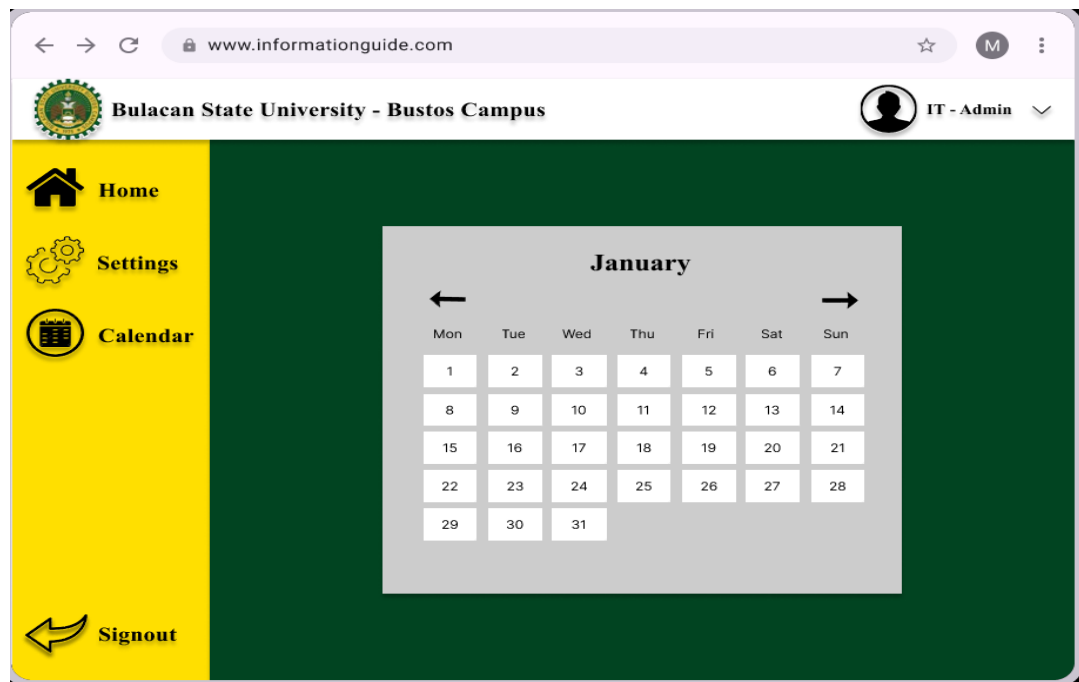 www.informationguide.com
M
Bulacan State University - Bustos Campus
IT - Admin
Home
Settings
Calendar
Signout
January
Mon Tue Wed Thu Fri Sat Sun
1 2 3 4 5 6 7
8 9 10 11 12 13 14
15 16 17 18 19 20 21
22 23 24 25 26 27 28
29 30 31